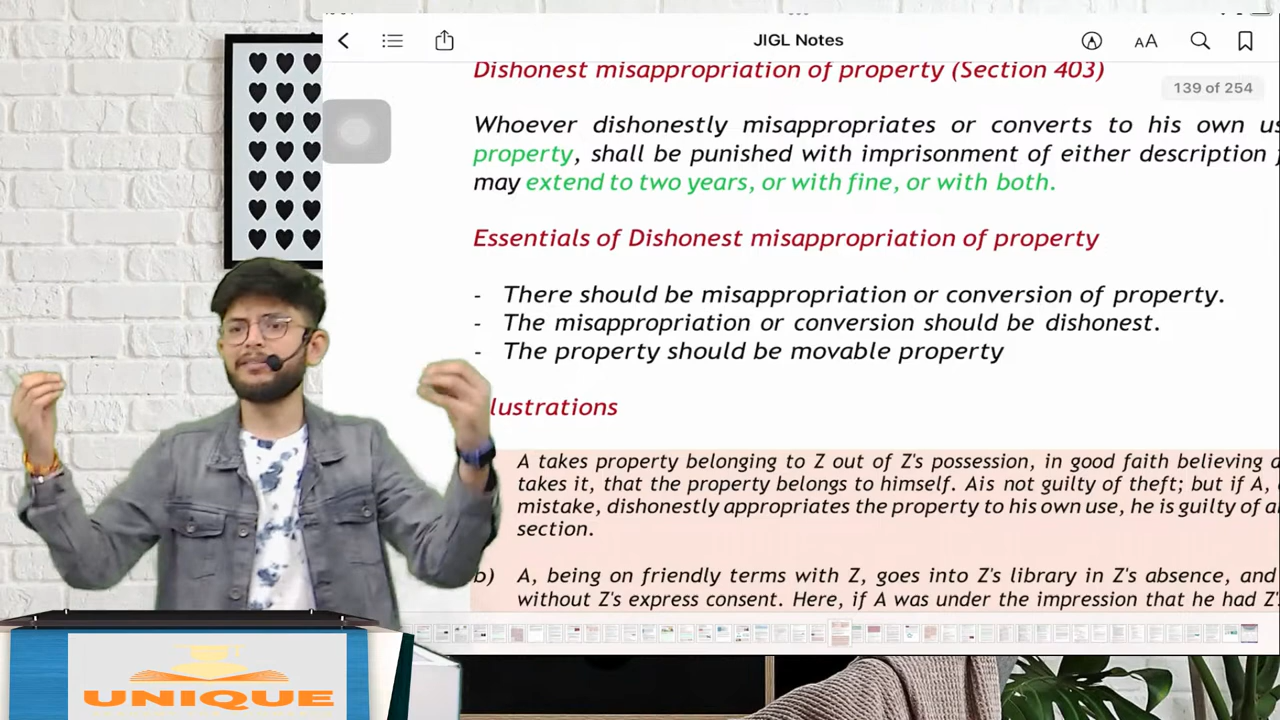 JIGL Notes
139 of 254
Dishonest misappropriation of property (Section 403)
Whoever dishonestly misappropriates or converts to his own
property, shall be punished with imprisonment of either description
may extend to two years, or with fine, or with both.
Essentials of Dishonest misappropriation of property
- There should be misappropriation or conversion of property.
- The misappropriation or conversion should be dishonest.
- The property should be movable property
lustrations
A takes property belonging to Z out of Z's possession, in good faith believing
takes it, that the property belongs to himself. Ais not guilty of theft; but if A,
mistake, dishonestly appropriates the property to his own use, he is guilty of
section.
b) A, being on friendly terms with Z, goes into Z's library in Z's absence, and
without Z's express consent. Here, if A was under the impression that he had
UNIQUE